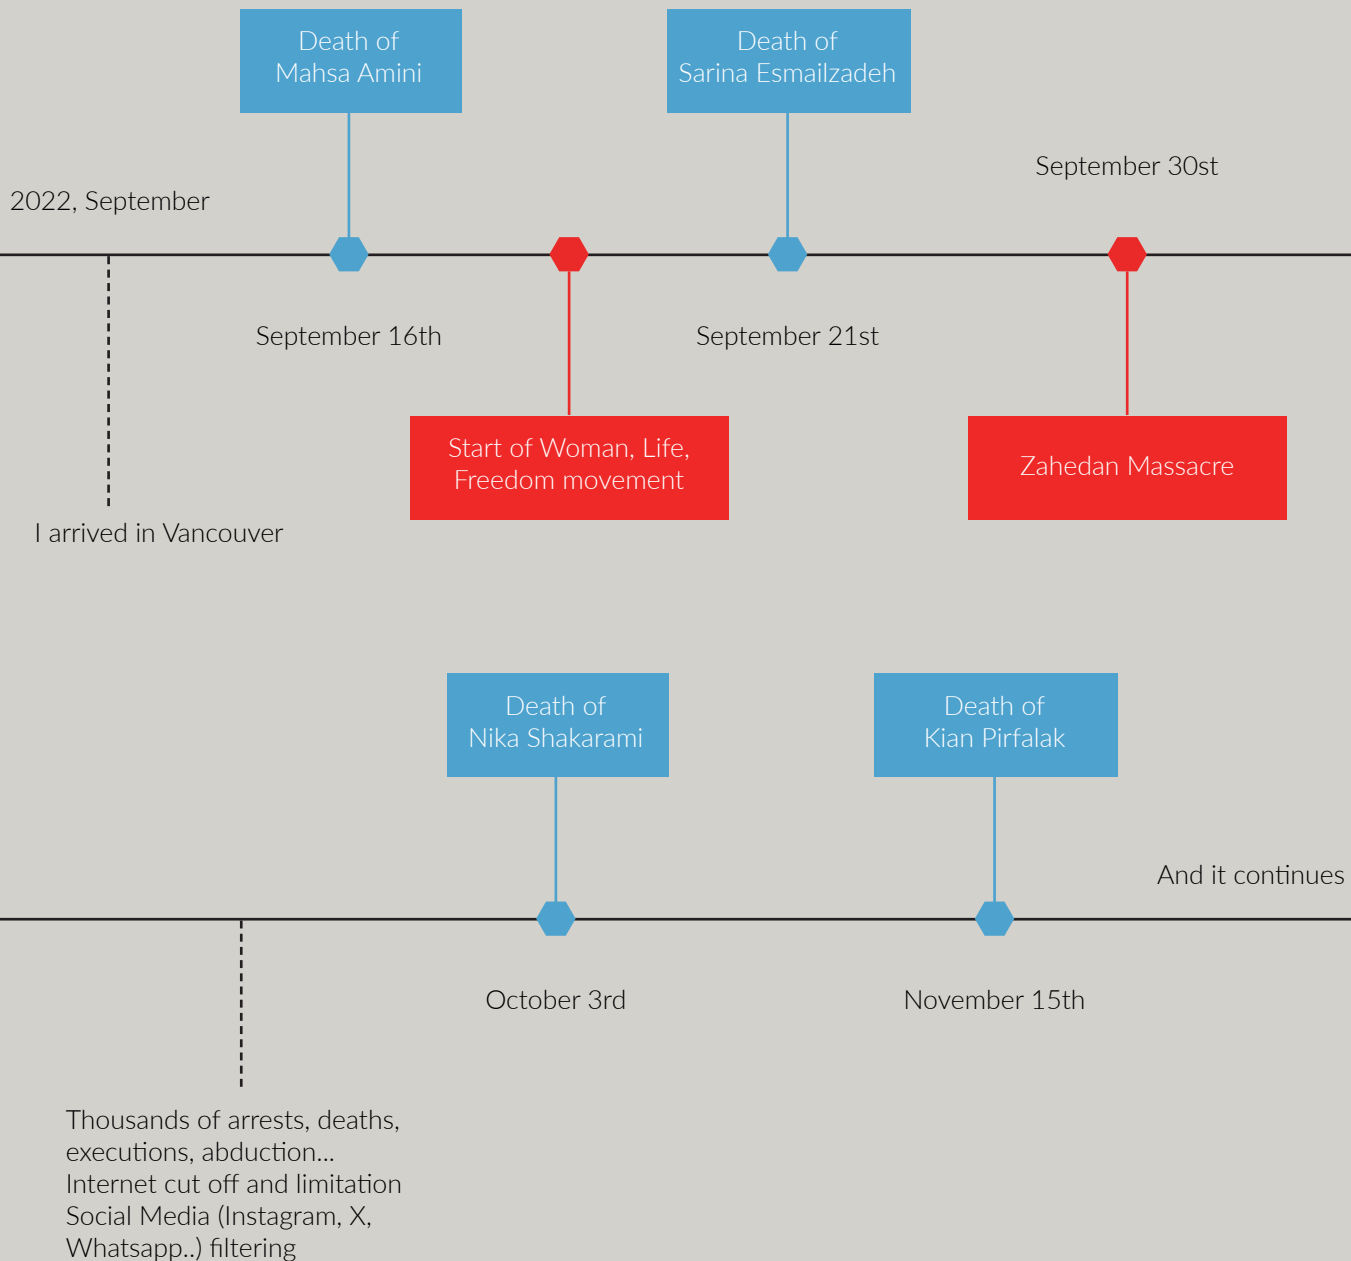 Death of
Mahsa Amini
Death of
Sarina Esmailzadeh
September 30st
2022, September
September 16th
September 21st
Start of Woman, Life,
Freedom movement
Zahedan Massacre
I arrived in Vancouver
Death of
Nika Shakarami
Death of
Kian Pirfalak
And it continues
October 3rd
November 15th
Thousands of arrests, deaths,
executions, abduction...
Internet cut off and limitation
Social Media (Instagram, X,
Whatsapp..) filtering